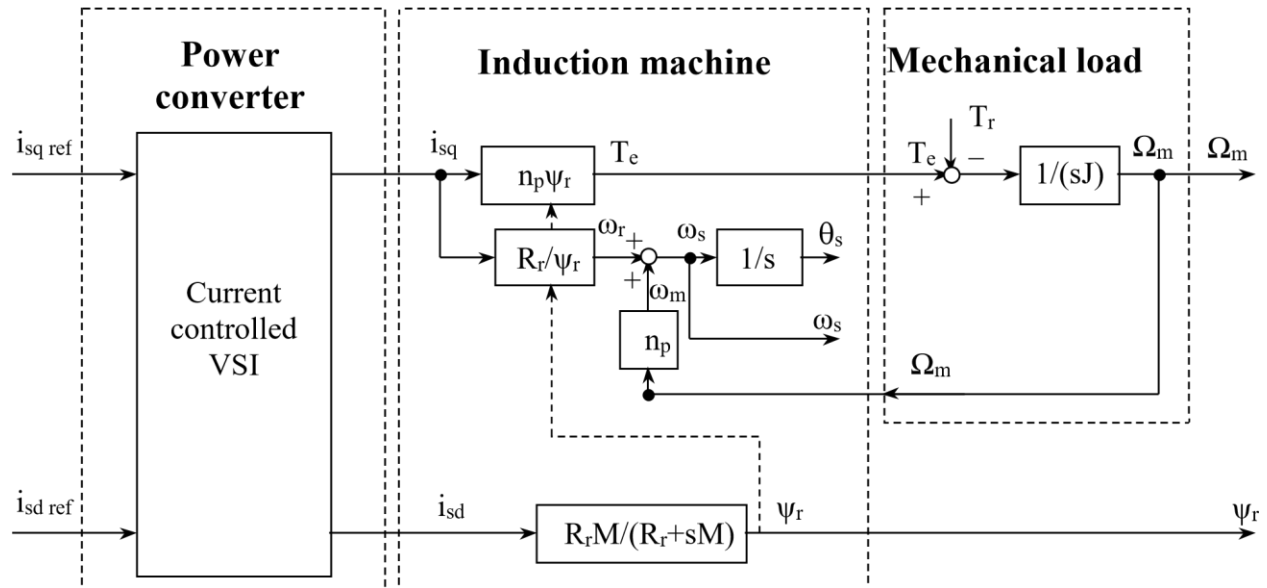 Power
converter
Induction machine
Mechanical load
i_sq ref
i_sq
T_e
T_r
T_e
−
+
Ω_m
Ω_m
n_pψ_r
1/(sJ)
ω_r
+
+
ω_s
θ_s
R_r/ψ_r
1/s
ω_m
ω_s
n_p
Ω_m
Current
controlled
VSI
i_sd ref
i_sd
ψ_r
ψ_r
R_rM/(R_r+sM)